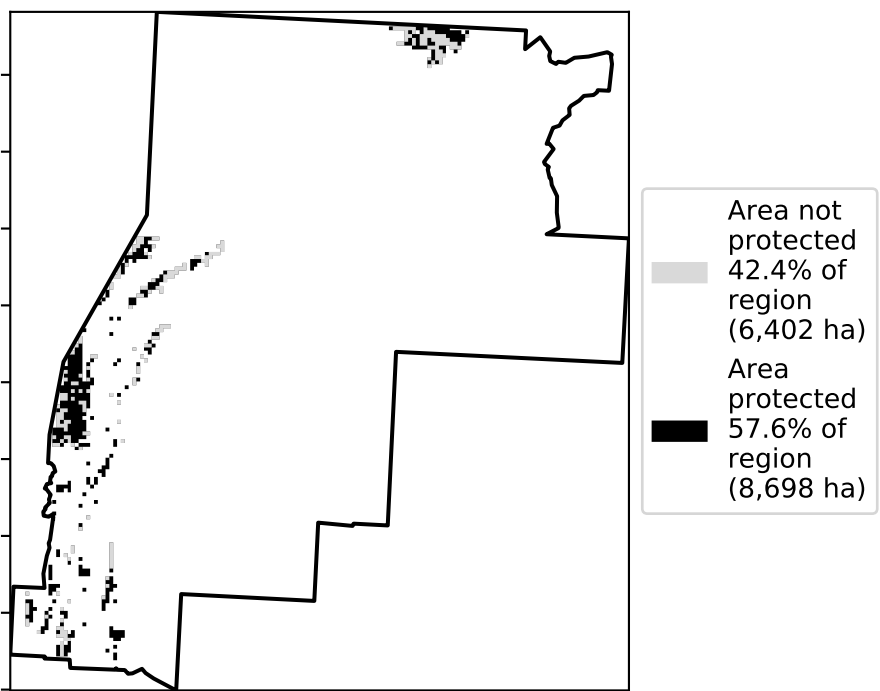 Area not
protected
42.4% of
region
(6,402 ha)
Area
protected
57.6% of
region
(8,698 ha)